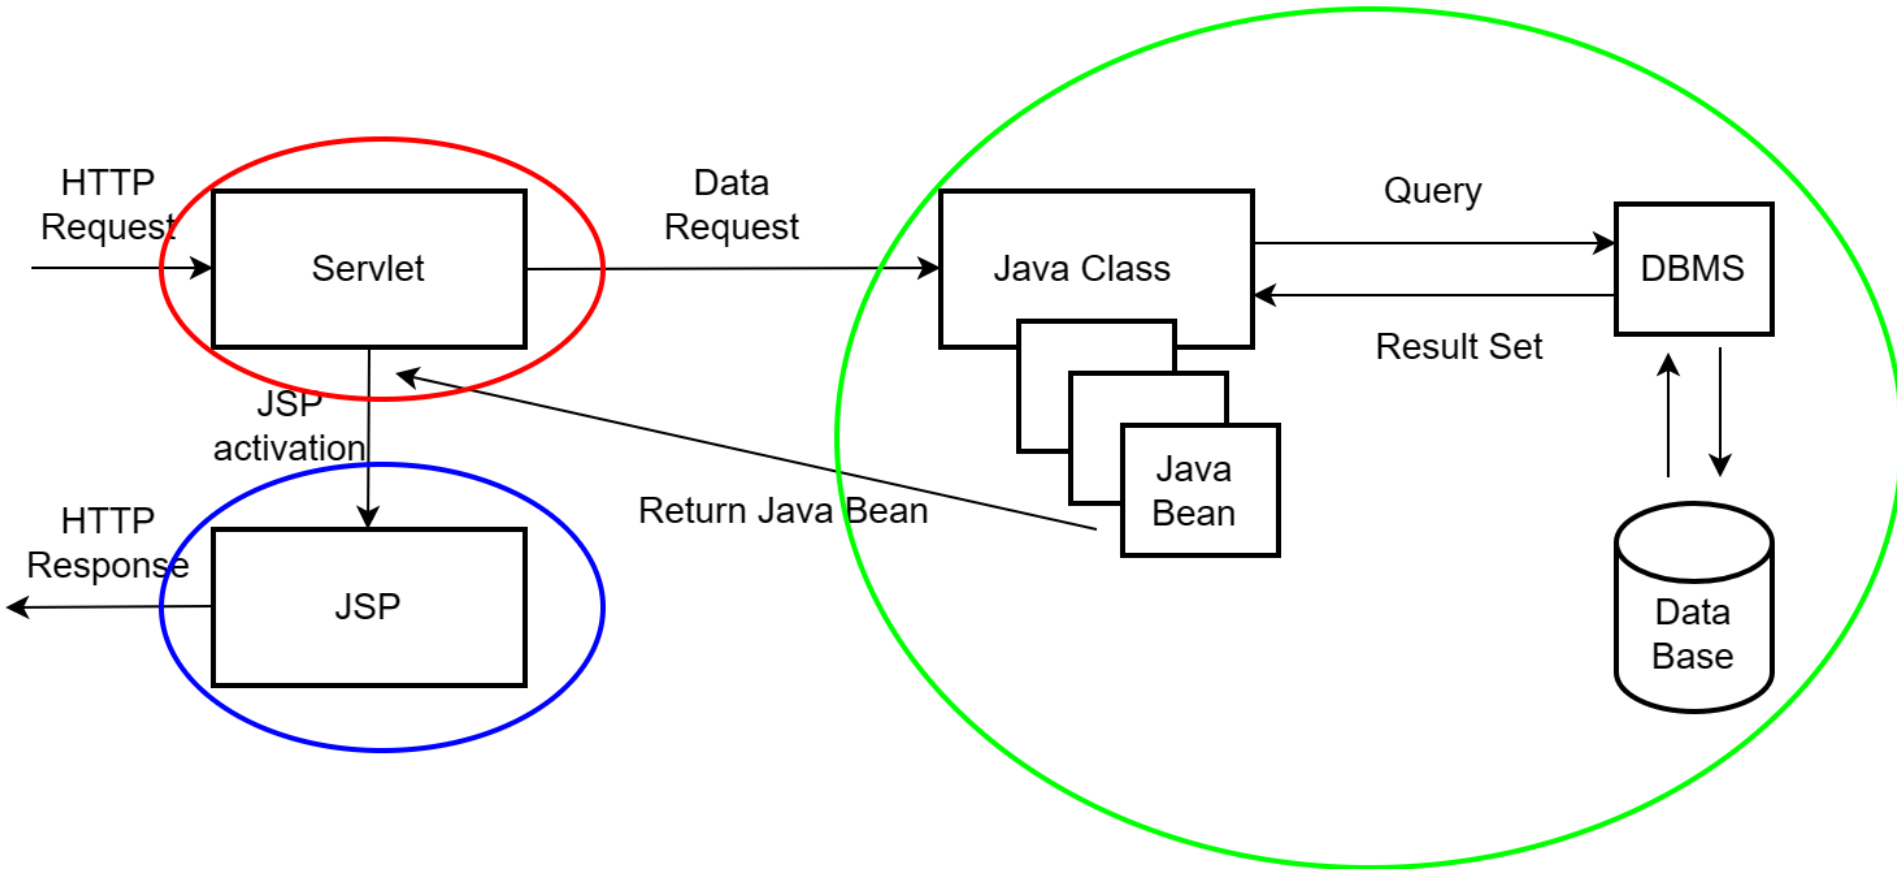 HTTP
Request
Servlet
Data
Request
Java Class
Query
DBMS
Result Set
JSP
activation
Return Java Bean
Java
Bean
HTTP
Response
JSP
Data
Base